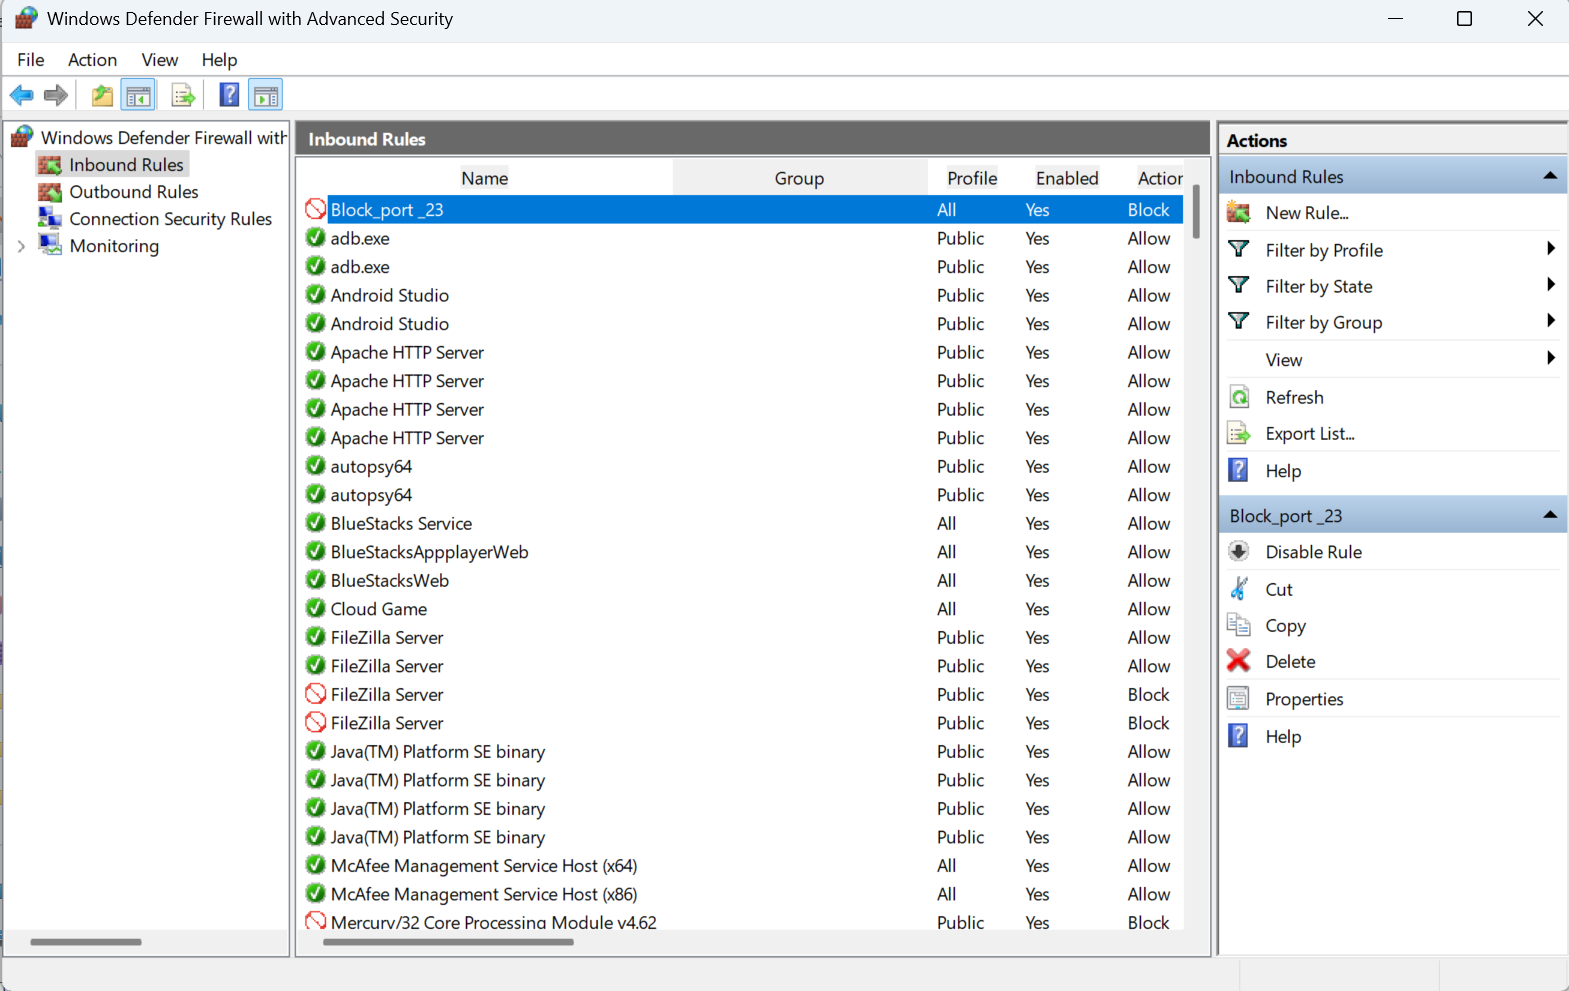 Windows Defender Firewall with Advanced Security
File Action View Help
Windows Defender Firewall with
Inbound Rules
Outbound Rules
Connection Security Rules
Monitoring
Inbound Rules
Name Group Profile Enabled Action
Block_port _23 All Yes Block
adb.exe Public Yes Allow
adb.exe Public Yes Allow
Android Studio Public Yes Allow
Android Studio Public Yes Allow
Apache HTTP Server Public Yes Allow
Apache HTTP Server Public Yes Allow
Apache HTTP Server Public Yes Allow
Apache HTTP Server Public Yes Allow
autopsy64 Public Yes Allow
autopsy64 Public Yes Allow
BlueStacks Service All Yes Allow
BlueStacksAppplayerWeb All Yes Allow
BlueStacksWeb All Yes Allow
Cloud Game All Yes Allow
FileZilla Server Public Yes Allow
FileZilla Server Public Yes Allow
FileZilla Server Public Yes Block
FileZilla Server Public Yes Block
Java(TM) Platform SE binary Public Yes Allow
Java(TM) Platform SE binary Public Yes Allow
Java(TM) Platform SE binary Public Yes Allow
Java(TM) Platform SE binary Public Yes Allow
McAfee Management Service Host (x64) All Yes Allow
McAfee Management Service Host (x86) All Yes Allow
Mercury/32 Core Processing Module v4.62 Public Yes Block
Actions
Inbound Rules
New Rule...
Filter by Profile
Filter by State
Filter by Group
View
Refresh
Export List...
Help
Block_port _23
Disable Rule
Cut
Copy
Delete
Properties
Help